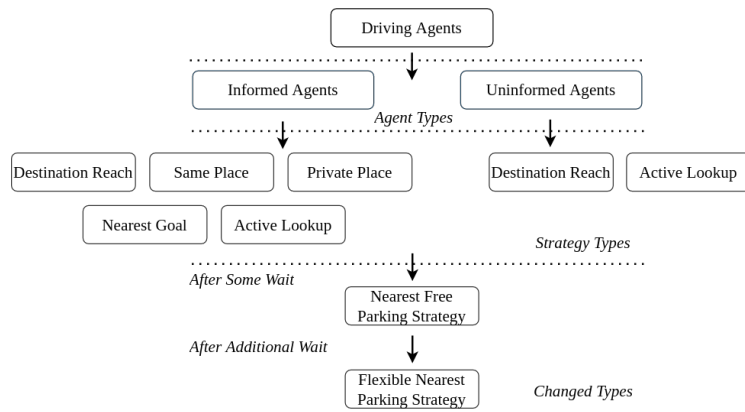 Driving Agents
Informed Agents
Uninformed Agents
Agent Types
Destination Reach
Same Place
Private Place
Destination Reach
Active Lookup
Nearest Goal
Active Lookup
Strategy Types
After Some Wait
Nearest Free
Parking Strategy
After Additional Wait
Flexible Nearest
Parking Strategy
Changed Types